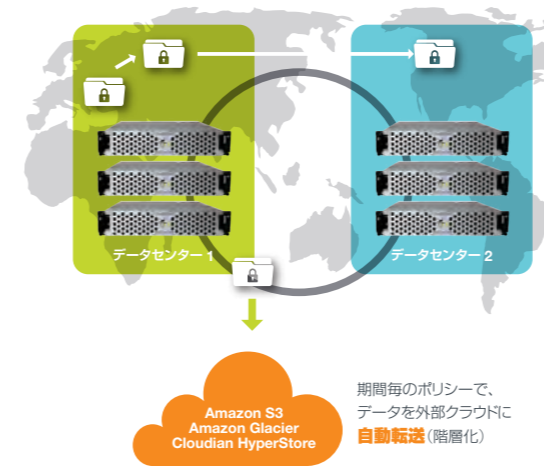 データセンター 1
データセンター 2
Amazon S3
Amazon Glacier
Cloudian HyperStore
期間毎のポリシーで、
データを外部クラウドに
自動転送(階層化)